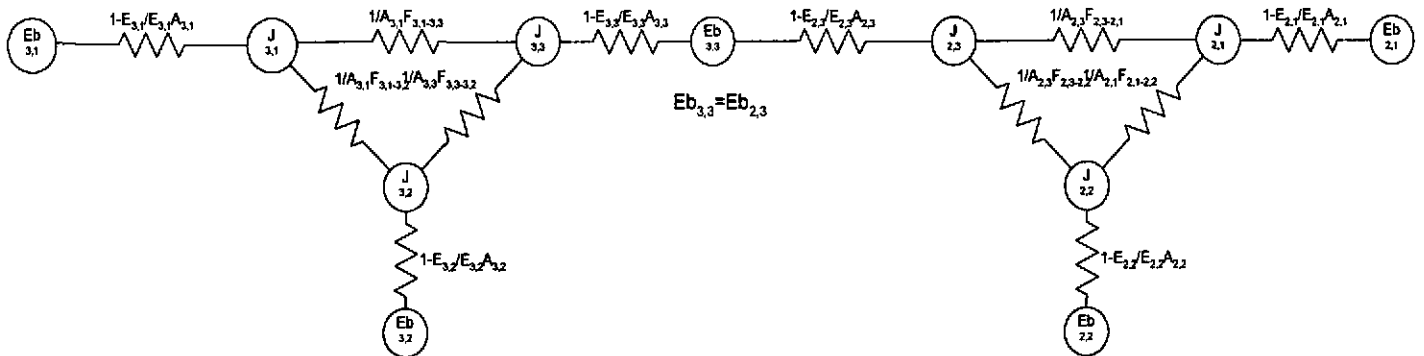 1-E3,1/E3,1A3,1
1/A3,1F3,1-3,3
1-E3,3/E3,3A3,3
1-E2,3/E2,3A2,3
1/A2,3F2,3-2,1
1-E2,1/E2,1A2,1
Eb 3,1
J 3,1
J 3,3
Eb 3,3
J 2,3
J 2,1
Eb 2,1
1/A3,1F3,1-3,2
1/A3,3F3,3-3,2
1/A2,3F2,3-2,2
1/A2,1F2,1-2,2
Eb3,3=Eb2,3
J 3,2
J 2,2
1-E3,2/E3,2A3,2
1-E2,2/E2,2A2,2
Eb 3,2
Eb 2,2